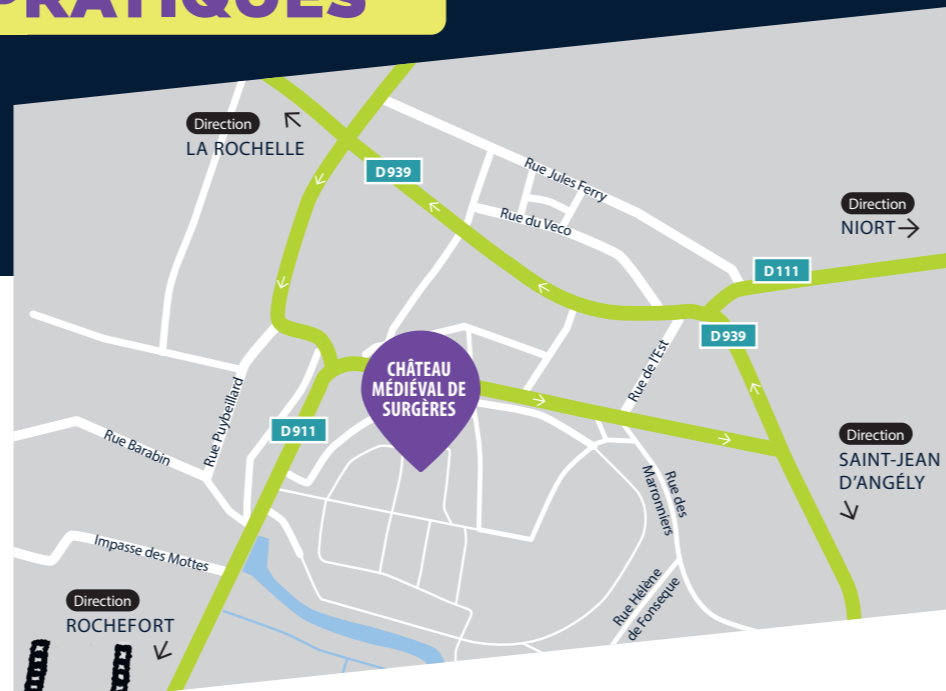 PRATIQUES
Direction
LA ROCHELLE
D939
Rue Jules Ferry
Rue du Veco
Direction
NIORT
D111
D939
CHÂTEAU
MÉDIÉVAL DE
SURGÈRES
Rue de l'Est
D911
Rue Puybeillard
Rue Barabin
Direction
SAINT-JEAN
D'ANGÉLY
Rue des
Marronniers
Impasse des Mottes
Rue Hélène
de Fonseque
Direction
ROCHEFORT